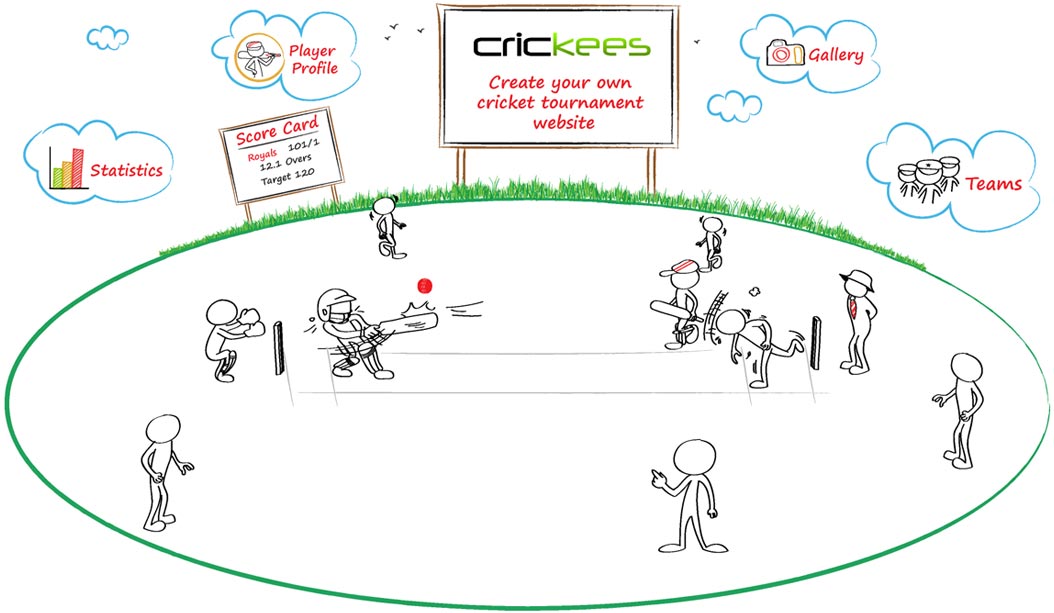 Player
Profile
crickees
Create your own
cricket tournament
website
Gallery
Score Card
Royals 101/1
12.1 Overs
Target 120
Statistics
Teams